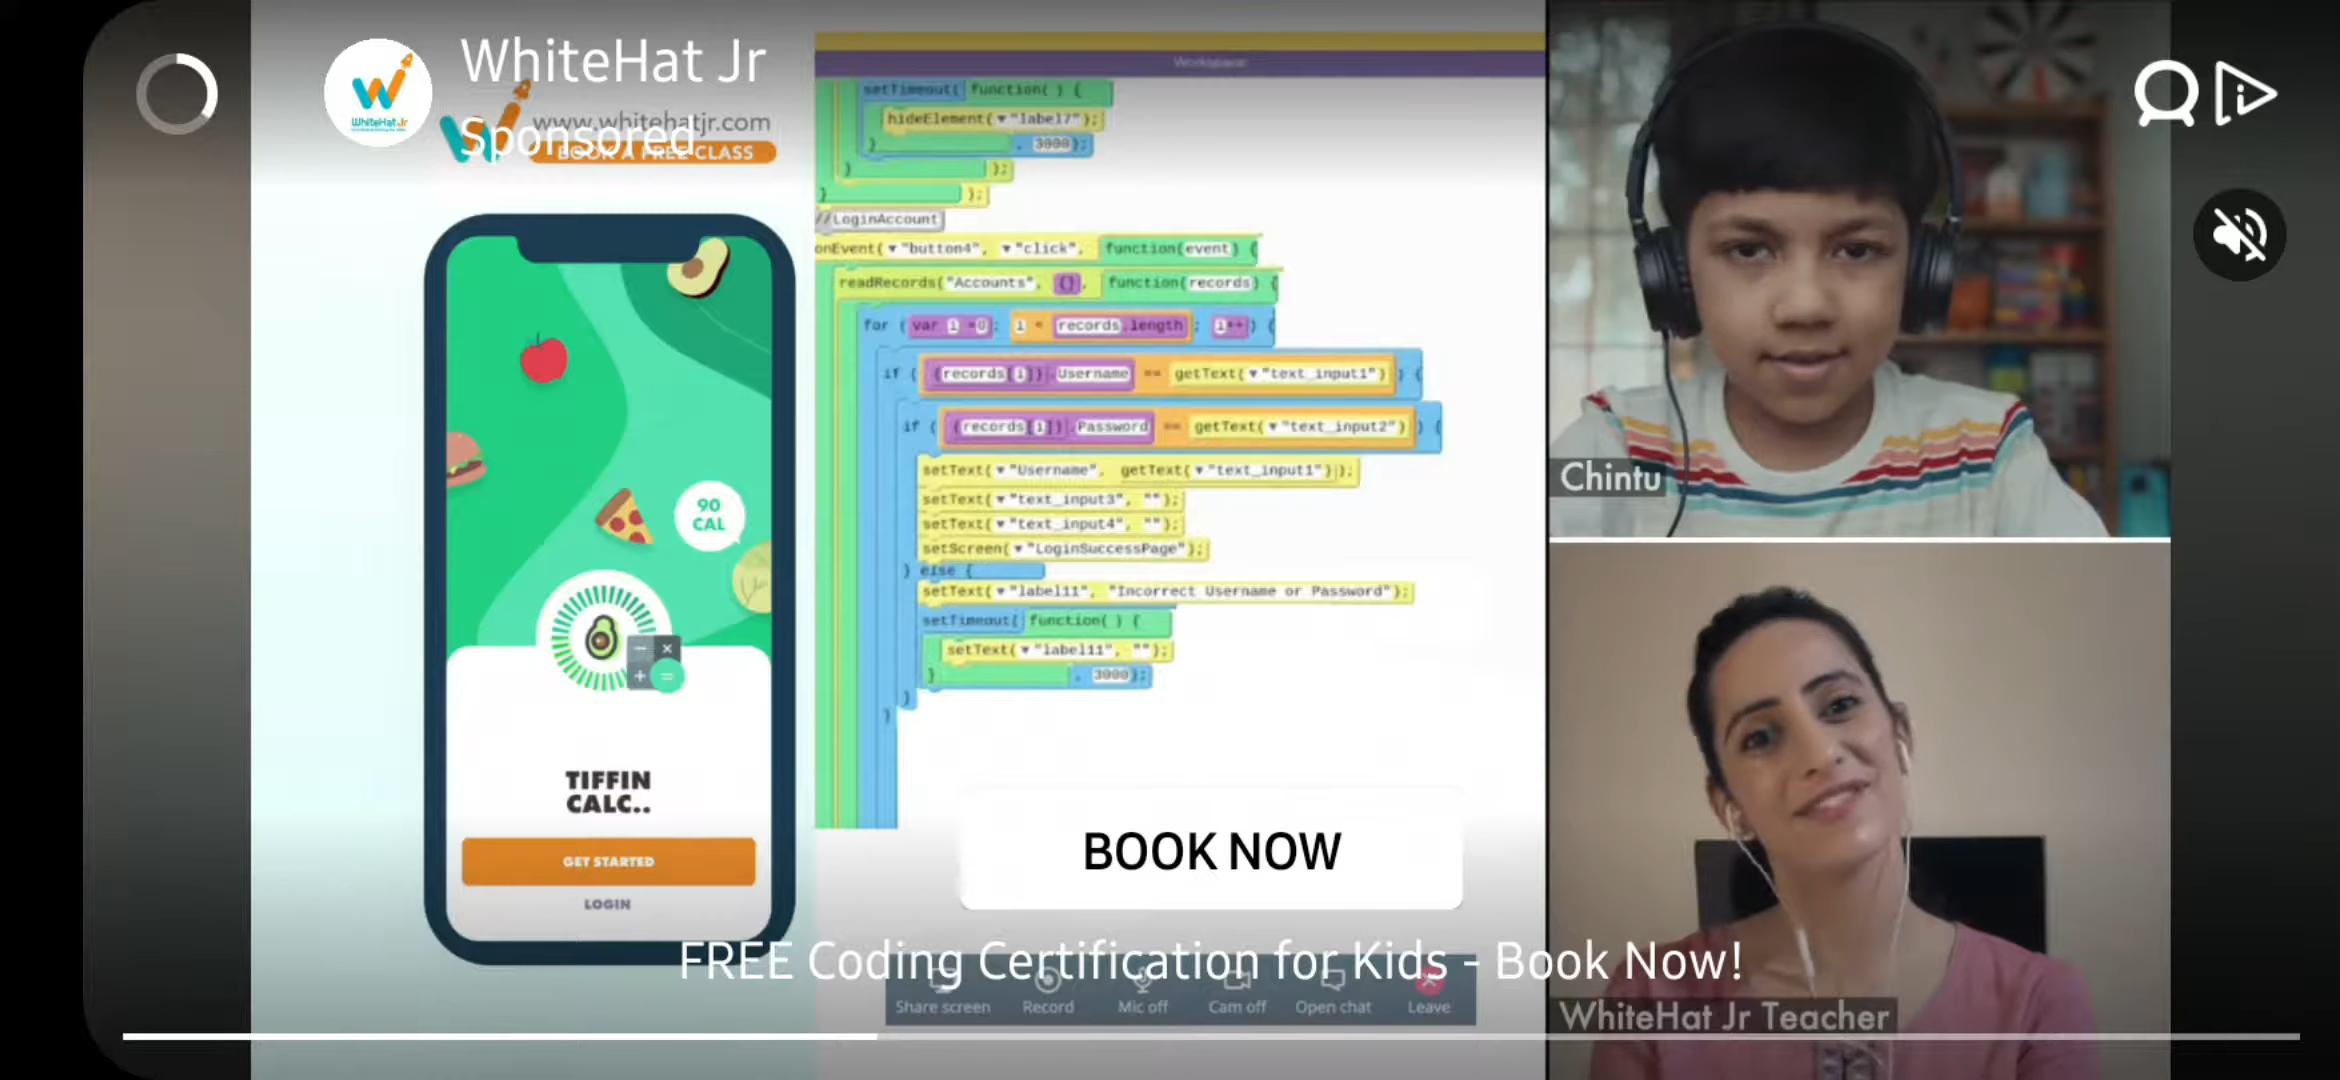 WhiteHat Jr
WhiteHat Jr
www.whitehatjr.com
Sponsored
BOOK A FREE CLASS
90
CAL
TIFFIN
CALC..
GET STARTED
LOGIN
Workspace
setTimeout( function( ) {
hideElement( ▾ "label7");
} , 3000);
} );
} );
//LoginAccount
onEvent( ▾ "button4", ▾ "click", function(event) {
readRecords("Accounts", {}, function(records) {
for ( var i =0; i < records.length ; i++) {
if ( (records[i]).Username == getText( ▾ "text_input1") ) {
if ( (records[i]).Password == getText( ▾ "text_input2") ) {
setText( ▾ "Username", getText( ▾ "text_input1"));
setText( ▾ "text_input3", "");
setText( ▾ "text_input4", "");
setScreen( ▾ "LoginSuccessPage");
} else {
setText( ▾ "label11", "Incorrect Username or Password");
setTimeout( function( ) {
setText( ▾ "label11", "");
} , 3000);
}
}
BOOK NOW
FREE Coding Certification for Kids - Book Now!
Share screen Record Mic off Cam off Open chat Leave
Chintu
WhiteHat Jr Teacher